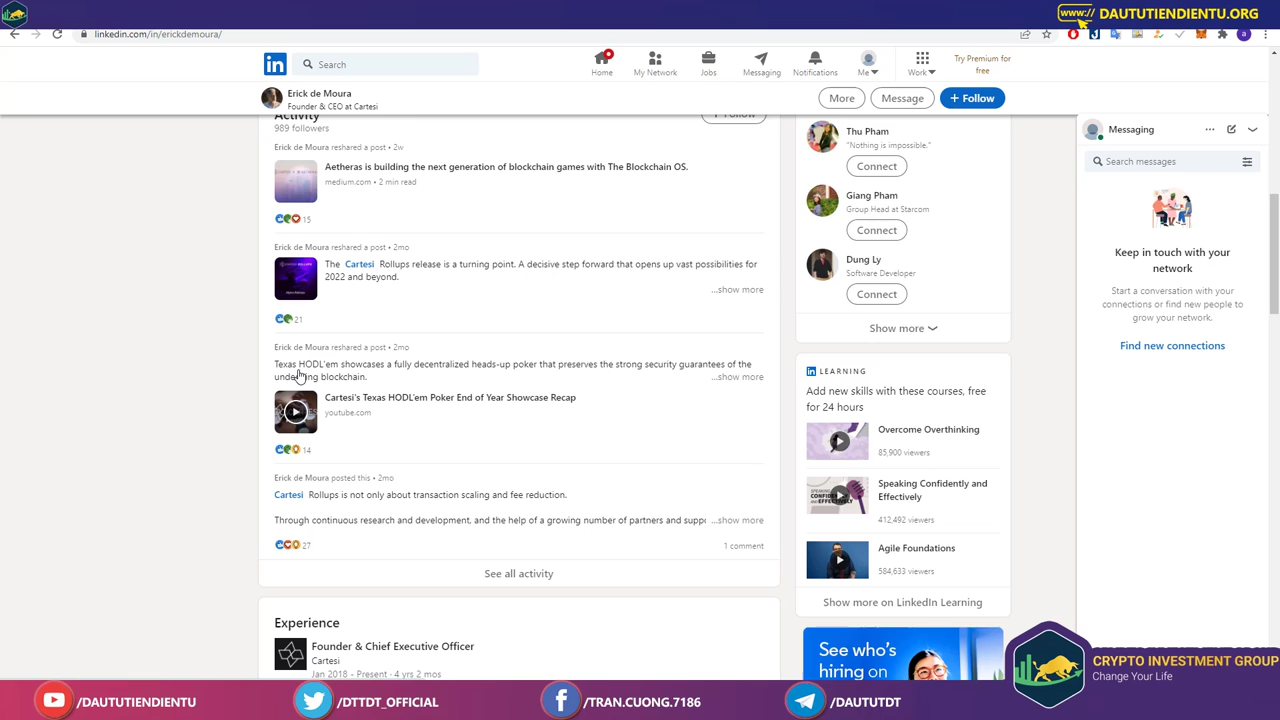 www:// DAUTUTIENDIENTU.ORG
linkedin.com/in/erickdemoura/
a
in
Search
Home
My Network
Jobs
Messaging
Notifications
Me
Work
Try Premium for
free
Erick de Moura
Founder & CEO at Cartesi
More
Message
+ Follow
Activity
+ Follow
989 followers
Erick de Moura reshared a post • 2w
Aetheras is building the next generation of blockchain games with The Blockchain OS.
medium.com • 2 min read
15
Erick de Moura reshared a post • 2mo
The Cartesi Rollups release is a turning point. A decisive step forward that opens up vast possibilities for
2022 and beyond.
...show more
21
Erick de Moura reshared a post • 2mo
Texas HODL'em showcases a fully decentralized heads-up poker that preserves the strong security guarantees of the
underlying blockchain.
...show more
Cartesi's Texas HODL'em Poker End of Year Showcase Recap
youtube.com
14
Erick de Moura posted this • 2mo
Cartesi Rollups is not only about transaction scaling and fee reduction.
Through continuous research and development, and the help of a growing number of partners and suppo ...show more
27
1 comment
See all activity
Experience
Founder & Chief Executive Officer
Cartesi
Jan 2018 – Present · 4 yrs 2 mos
Thu Pham
"Nothing is impossible."
Connect
Giang Pham
Group Head at Starcom
Connect
Dung Ly
Software Developer
Connect
Show more
in LEARNING
Add new skills with these courses, free
for 24 hours
Overcome Overthinking
85,900 viewers
Speaking Confidently and
Effectively
412,492 viewers
Agile Foundations
584,633 viewers
Show more on LinkedIn Learning
See who's
hiring on
Messaging
Search messages
Keep in touch with your
network
Start a conversation with your
connections or find new people to
grow your network.
Find new connections
CRYPTO INVESTMENT GROUP
Change Your Life
/DAUTUTIENDIENTU
/DTTDT_OFFICIAL
/TRAN.CUONG.7186
/DAUTUTDT